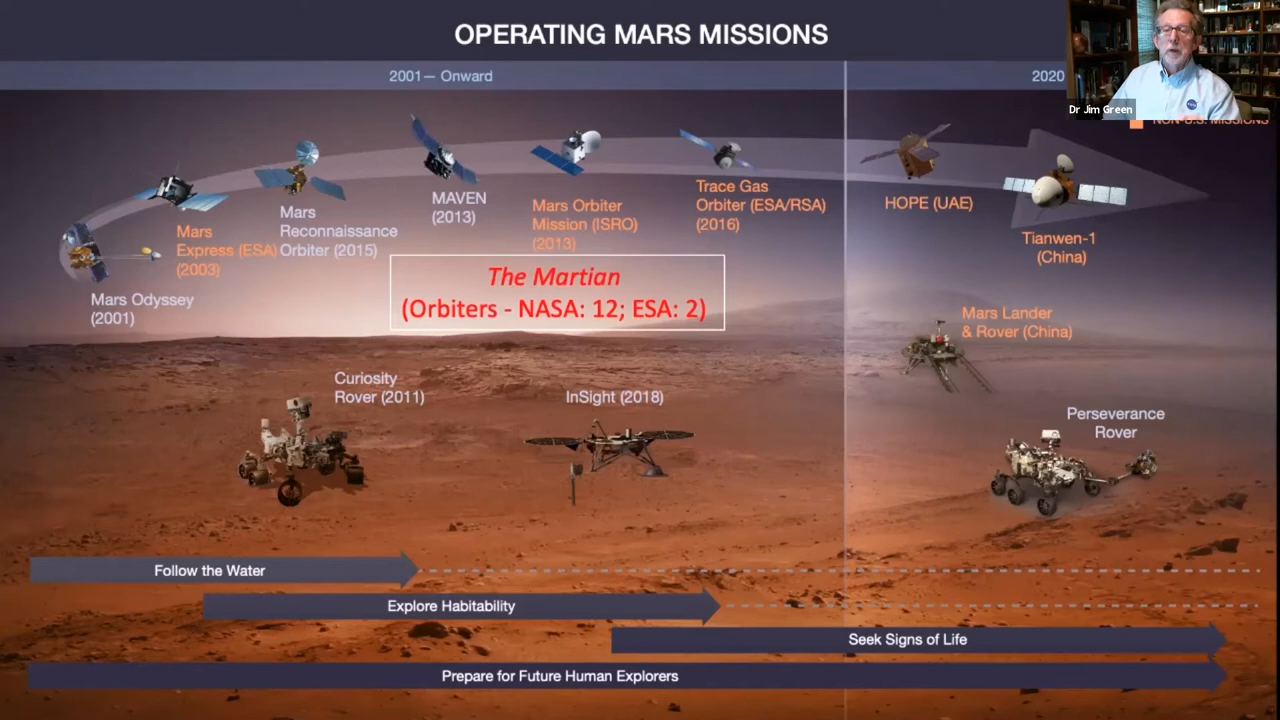 OPERATING MARS MISSIONS
2001— Onward
2020
Dr Jim Green
NON-U.S. MISSIONS
Mars Odyssey
(2001)
Mars
Express (ESA)
(2003)
Mars
Reconnaissance
Orbiter (2015)
MAVEN
(2013)
Mars Orbiter
Mission (ISRO)
(2013)
Trace Gas
Orbiter (ESA/RSA)
(2016)
HOPE (UAE)
Tianwen-1
(China)
The Martian
(Orbiters - NASA: 12; ESA: 2)
Mars Lander
& Rover (China)
Curiosity
Rover (2011)
InSight (2018)
Perseverance
Rover
Follow the Water
Explore Habitability
Seek Signs of Life
Prepare for Future Human Explorers